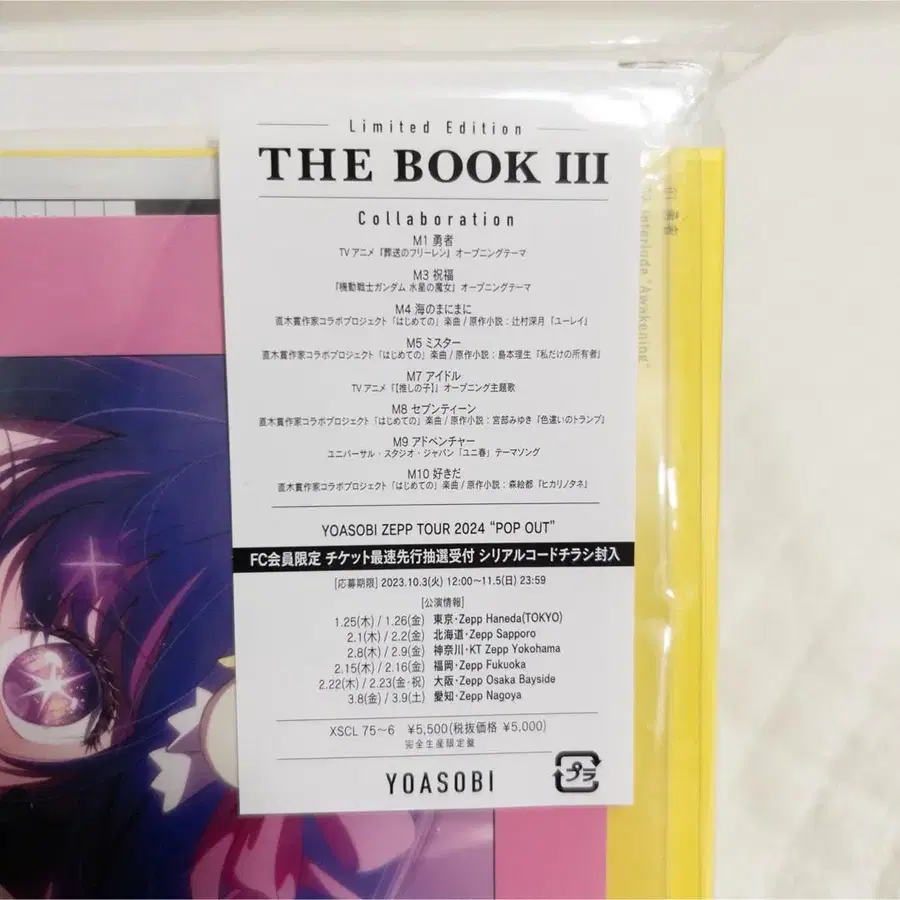 Limited Edition
THE BOOK III
Collaboration
M1 勇者
TV アニメ『葬送のフリーレン』オープニングテーマ
M3 祝福
『機動戦士ガンダム 水星の魔女』オープニングテーマ
M4 海のまにまに
直木賞作家コラボプロジェクト「はじめての」楽曲 / 原作小説：辻村深月『ユーレイ』
M5 ミスター
直木賞作家コラボプロジェクト「はじめての」楽曲 / 原作小説：島本理生『私だけの所有者』
M7 アイドル
TV アニメ『【推しの子】』オープニング主題歌
M8 セブンティーン
直木賞作家コラボプロジェクト「はじめての」楽曲 / 原作小説：宮部みゆき『色違いのトランプ』
M9 アドベンチャー
ユニバーサル・スタジオ・ジャパン「ユニ春」テーマソング
M10 好きだ
直木賞作家コラボプロジェクト「はじめての」楽曲 / 原作小説：森絵都『ヒカリノタネ』
YOASOBI ZEPP TOUR 2024 “POP OUT”
FC会員限定 チケット最速先行抽選受付 シリアルコードチラシ封入
[応募期限] 2023.10.3(火) 12:00〜11.5(日) 23:59
[公演情報]
1.25(木) / 1.26(金) 東京・Zepp Haneda(TOKYO)
2.1(木) / 2.2(金) 北海道・Zepp Sapporo
2.8(木) / 2.9(金) 神奈川・KT Zepp Yokohama
2.15(木) / 2.16(金) 福岡・Zepp Fukuoka
2.22(木) / 2.23(金・祝) 大阪・Zepp Osaka Bayside
3.8(金) / 3.9(土) 愛知・Zepp Nagoya
XSCL 75〜6 ¥5,500(税抜価格 ¥5,000)
完全生産限定盤
YOASOBI
プラ
01 勇者
02 Interlude "Awakening"